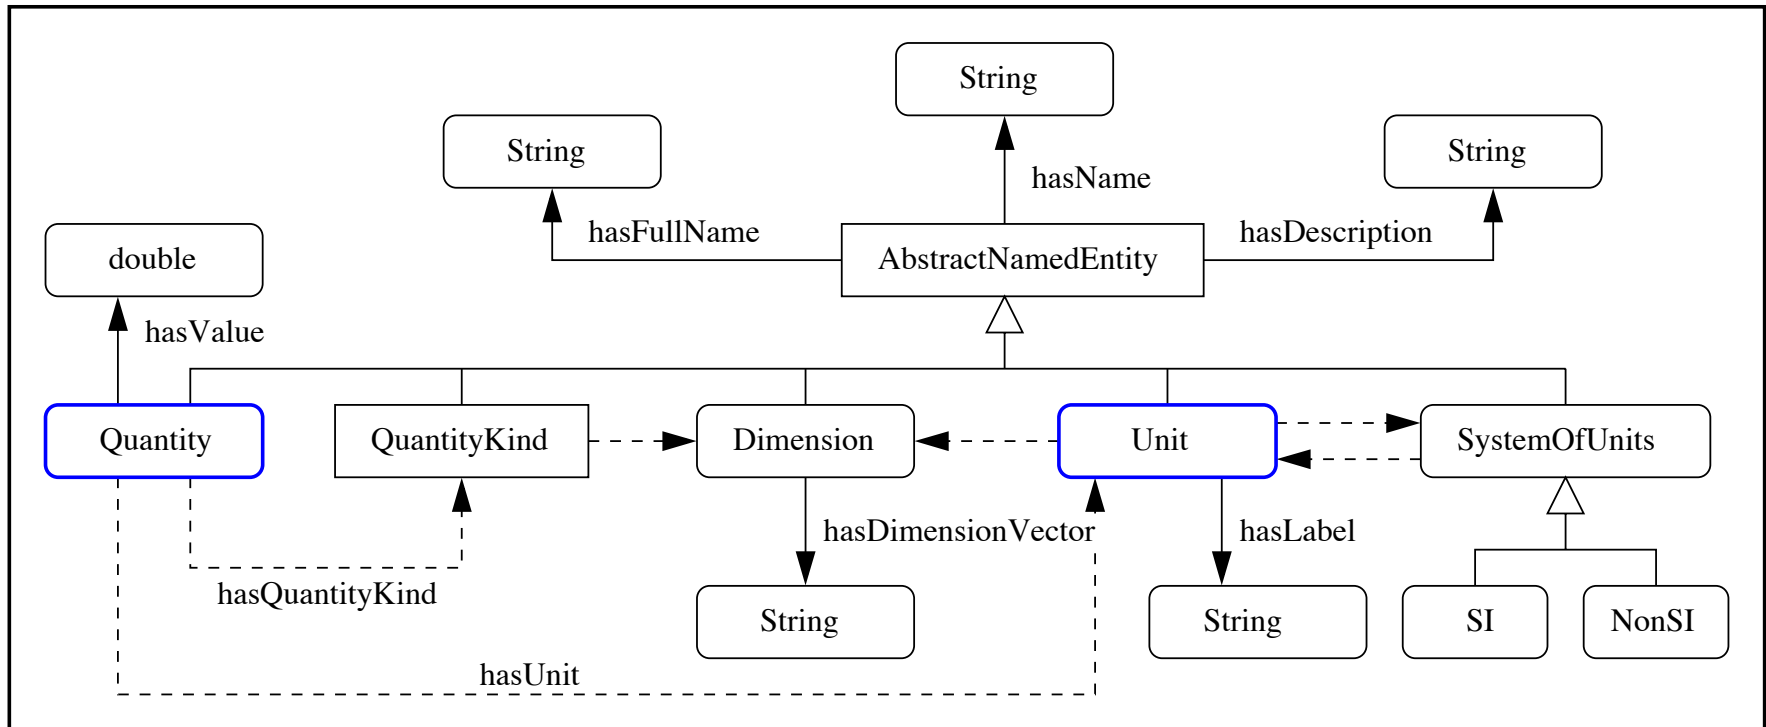 String
String
String
hasName
hasFullName
hasDescription
double
AbstractNamedEntity
hasValue
Quantity
QuantityKind
Dimension
Unit
SystemOfUnits
hasDimensionVector
hasLabel
hasQuantityKind
String
String
SI
NonSI
hasUnit